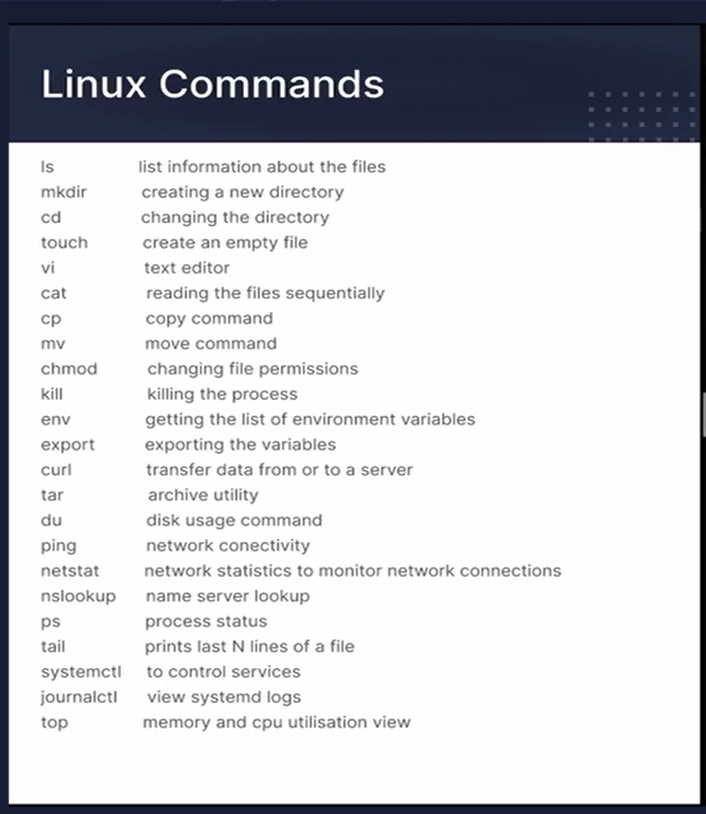 Linux Commands
ls list information about the files
mkdir creating a new directory
cd changing the directory
touch create an empty file
vi text editor
cat reading the files sequentially
cp copy command
mv move command
chmod changing file permissions
kill killing the process
env getting the list of environment variables
export exporting the variables
curl transfer data from or to a server
tar archive utility
du disk usage command
ping network conectivity
netstat network statistics to monitor network connections
nslookup name server lookup
ps process status
tail prints last N lines of a file
systemctl to control services
journalctl view systemd logs
top memory and cpu utilisation view